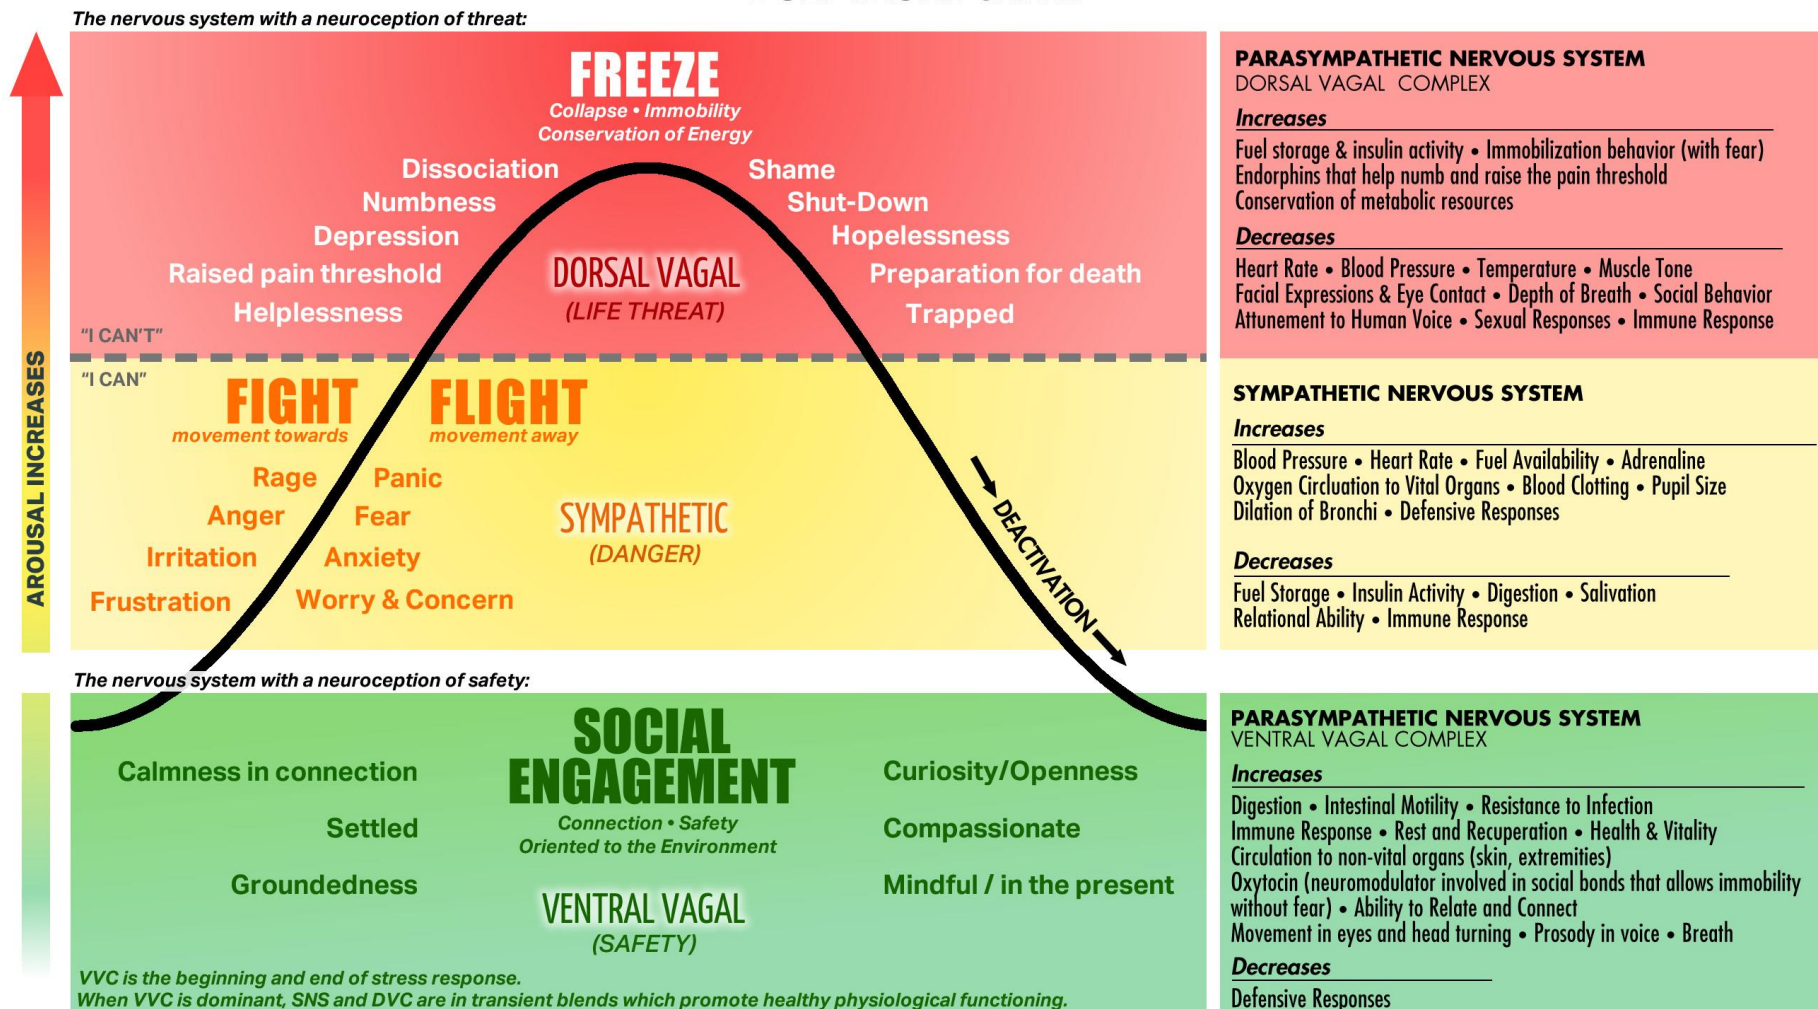 The nervous system with a neuroception of threat:
FREEZE
Collapse • Immobility
Conservation of Energy
Dissociation
Numbness
Depression
Raised pain threshold
Helplessness
Shame
Shut-Down
Hopelessness
Preparation for death
Trapped
DORSAL VAGAL
(LIFE THREAT)
"I CAN'T"
"I CAN"
AROUSAL INCREASES
FIGHT
movement towards
FLIGHT
movement away
Rage
Anger
Irritation
Frustration
Panic
Fear
Anxiety
Worry & Concern
SYMPATHETIC
(DANGER)
DEACTIVATION
The nervous system with a neuroception of safety:
SOCIAL
ENGAGEMENT
Connection • Safety
Oriented to the Environment
Calmness in connection
Settled
Groundedness
Curiosity/Openness
Compassionate
Mindful / in the present
VENTRAL VAGAL
(SAFETY)
VVC is the beginning and end of stress response.
When VVC is dominant, SNS and DVC are in transient blends which promote healthy physiological functioning.
PARASYMPATHETIC NERVOUS SYSTEM
DORSAL VAGAL COMPLEX
Increases
Fuel storage & insulin activity • Immobilization behavior (with fear)
Endorphins that help numb and raise the pain threshold
Conservation of metabolic resources
Decreases
Heart Rate • Blood Pressure • Temperature • Muscle Tone
Facial Expressions & Eye Contact • Depth of Breath • Social Behavior
Attunement to Human Voice • Sexual Responses • Immune Response
SYMPATHETIC NERVOUS SYSTEM
Increases
Blood Pressure • Heart Rate • Fuel Availability • Adrenaline
Oxygen Circluation to Vital Organs • Blood Clotting • Pupil Size
Dilation of Bronchi • Defensive Responses
Decreases
Fuel Storage • Insulin Activity • Digestion • Salivation
Relational Ability • Immune Response
PARASYMPATHETIC NERVOUS SYSTEM
VENTRAL VAGAL COMPLEX
Increases
Digestion • Intestinal Motility • Resistance to Infection
Immune Response • Rest and Recuperation • Health & Vitality
Circulation to non-vital organs (skin, extremities)
Oxytocin (neuromodulator involved in social bonds that allows immobility
without fear) • Ability to Relate and Connect
Movement in eyes and head turning • Prosody in voice • Breath
Decreases
Defensive Responses